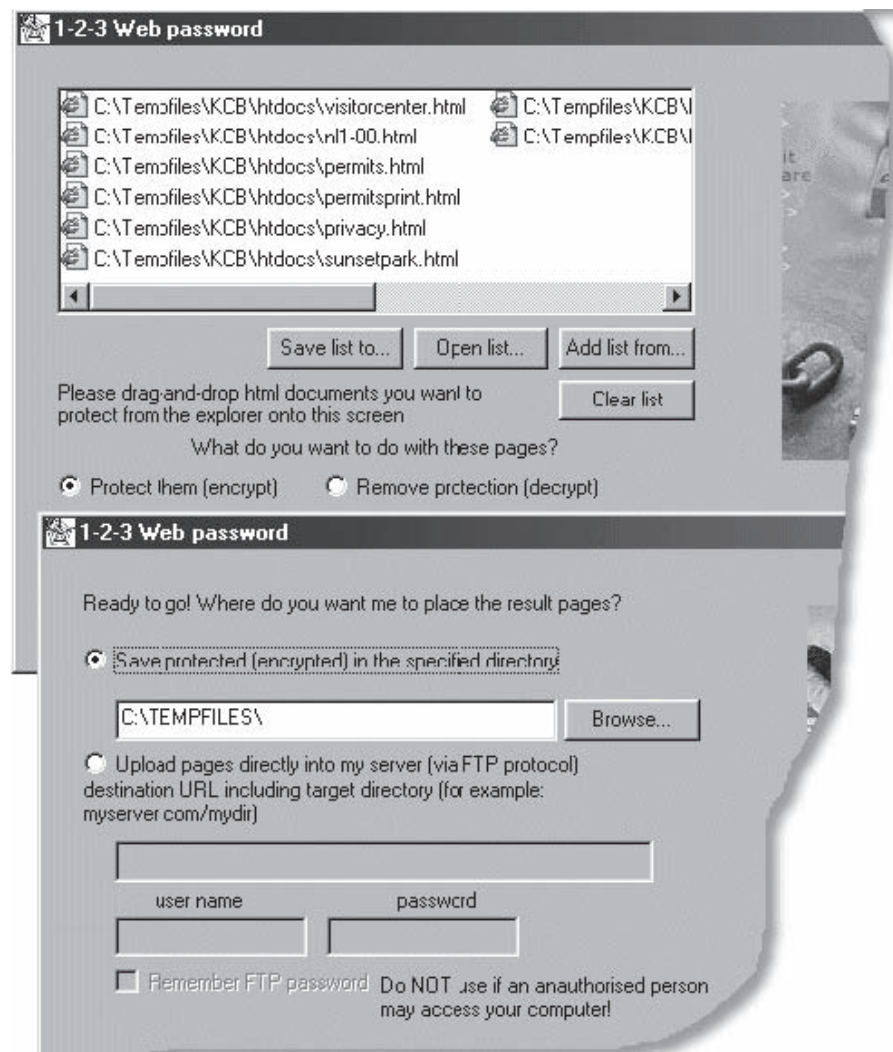 1-2-3 Web password
C:\Tempfiles\KCB\htdocs\visitorcenter.html
C:\Tempfiles\KCB\htdocs\nl1-00.html
C:\Tempfiles\KCB\htdocs\permits.html
C:\Tempfiles\KCB\htdocs\permitsprint.html
C:\Tempfiles\KCB\htdocs\privacy.html
C:\Tempfiles\KCB\htdocs\sunsetpark.html
C:\Tempfiles\KCB\
C:\Tempfiles\KCB\
it
are
Save list to... Open list... Add list from...
Please drag-and-drop html documents you want to
protect from the explorer onto this screen
Clear list
What do you want to do with these pages?
Protect them (encrypt) Remove protection (decrypt)
1-2-3 Web password
Ready to go! Where do you want me to place the result pages?
Save protected (encrypted) in the specified directory
C:\TEMPFILES\ Browse...
Upload pages directly into my server (via FTP protocol)
destination URL including target directory (for example:
myserver.com/mydir)
user name password
Remember FTP password Do NOT use if an anauthorised person
may access your computer!